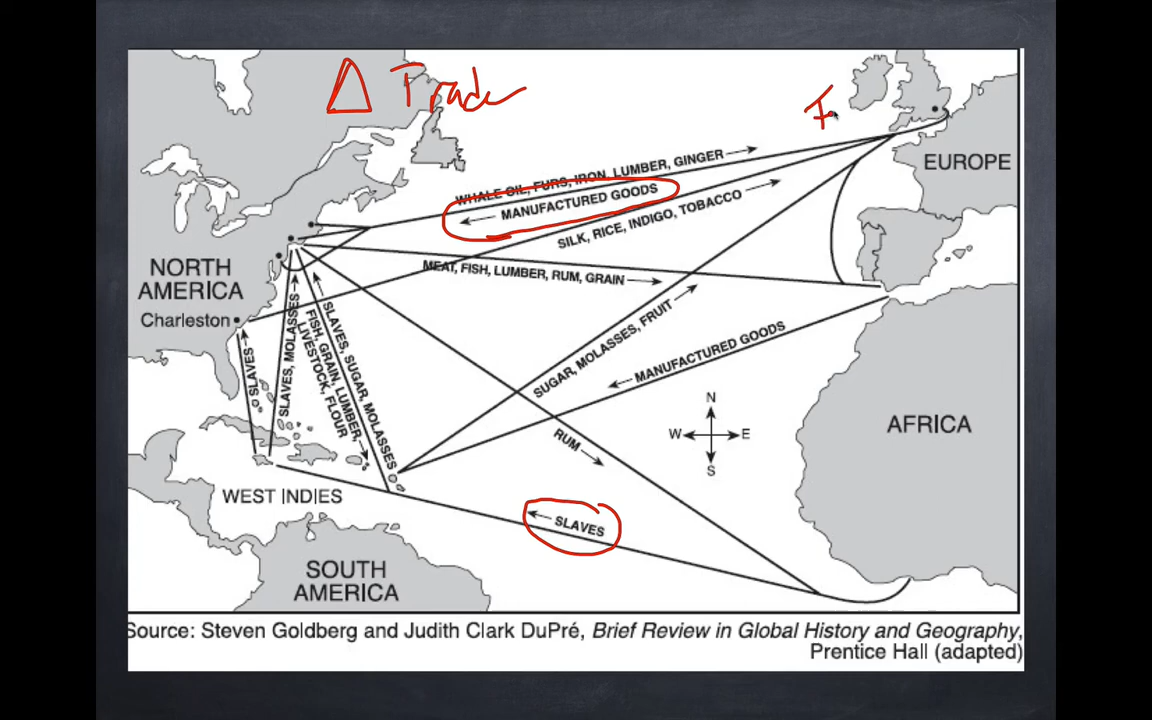 Δ Trade
EUROPE
WHALE OIL, FURS, IRON, LUMBER, GINGER
MANUFACTURED GOODS
SILK, RICE, INDIGO, TOBACCO
NORTH
AMERICA
MEAT, FISH, LUMBER, RUM, GRAIN
Charleston
SLAVES
SLAVES, MOLASSES
FISH, GRAIN, LUMBER,
LIVESTOCK, FLOUR
SLAVES, SUGAR, MOLASSES
SUGAR, MOLASSES, FRUIT
MANUFACTURED GOODS
N
W E
S
AFRICA
RUM
WEST INDIES
SLAVES
SOUTH
AMERICA
Source: Steven Goldberg and Judith Clark DuPré, Brief Review in Global History and Geography,
Prentice Hall (adapted)